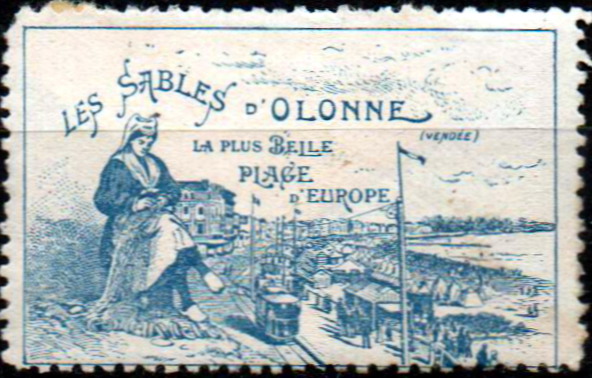 LES SABLES D'OLONNE
(VENDÉE)
LA PLUS BELLE
PLAGE
D'EUROPE